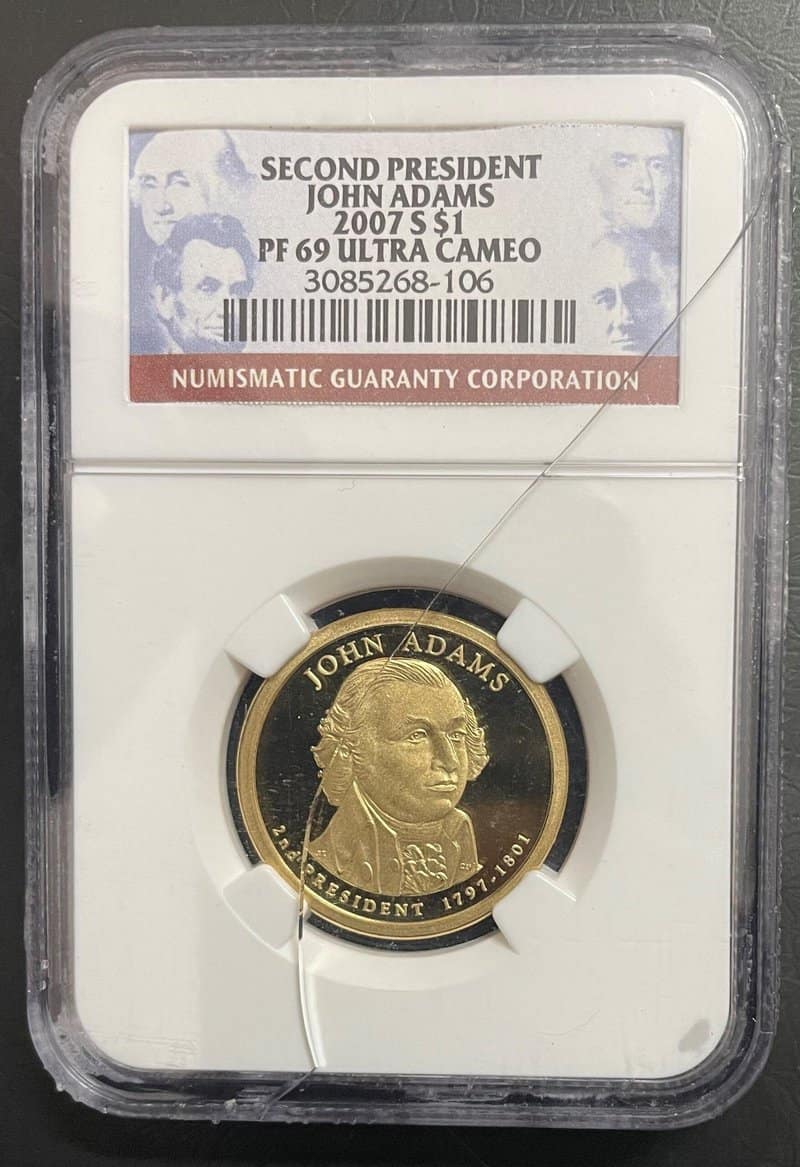 SECOND PRESIDENT
JOHN ADAMS
2007 S $1
PF 69 ULTRA CAMEO
3085268-106
NUMISMATIC GUARANTY CORPORATION
JOHN ADAMS
2nd PRESIDENT 1797-1801